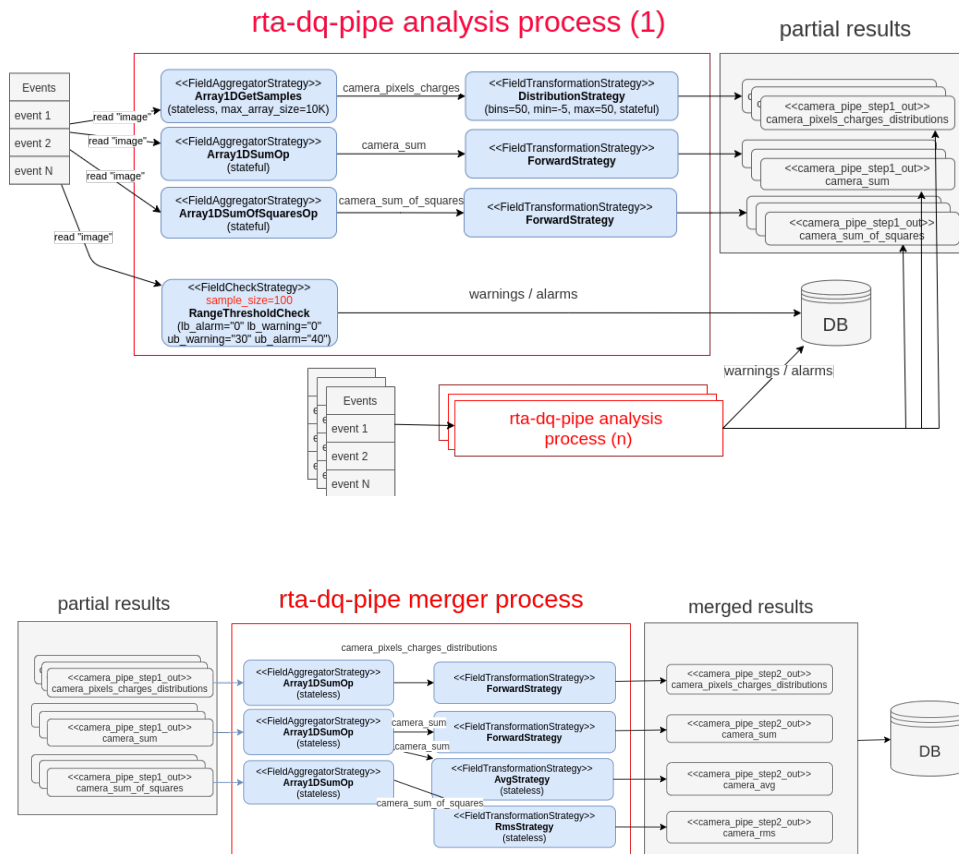 rta-dq-pipe analysis process (1)
partial results
Events
event 1
event 2
event N
read "image"
read "image"
read "image"
read "image"
<<FieldAggregatorStrategy>>
Array1DGetSamples
(stateless, max_array_size=10K)
camera_pixels_charges
<<FieldTransformationStrategy>>
DistributionStrategy
(bins=50, min=-5, max=50, stateful)
<<camera_pipe_step1_out>>
camera_pixels_charges_distributions
<<FieldAggregatorStrategy>>
Array1DSumOp
(stateful)
camera_sum
<<FieldTransformationStrategy>>
ForwardStrategy
<<camera_pipe_step1_out>>
camera_sum
<<FieldAggregatorStrategy>>
Array1DSumOfSquaresOp
(stateful)
camera_sum_of_squares
<<FieldTransformationStrategy>>
ForwardStrategy
<<camera_pipe_step1_out>>
camera_sum_of_squares
<<FieldCheckStrategy>>
sample_size=100
RangeThresholdCheck
(lb_alarm="0" lb_warning="0"
ub_warning="30" ub_alarm="40")
warnings / alarms
DB
warnings / alarms
Events
event 1
event 2
event N
rta-dq-pipe analysis
process (n)
partial results
rta-dq-pipe merger process
merged results
<<camera_pipe_step1_out>>
camera_pixels_charges_distributions
<<camera_pipe_step1_out>>
camera_sum
<<camera_pipe_step1_out>>
camera_sum_of_squares
camera_pixels_charges_distributions
<<FieldAggregatorStrategy>>
Array1DSumOp
(stateless)
<<FieldTransformationStrategy>>
ForwardStrategy
<<FieldAggregatorStrategy>>
Array1DSumOp
(stateless)
camera_sum
camera_sum
<<FieldTransformationStrategy>>
ForwardStrategy
<<FieldAggregatorStrategy>>
Array1DSumOp
(stateless)
camera_sum_of_squares
<<FieldTransformationStrategy>>
AvgStrategy
(stateless)
<<FieldTransformationStrategy>>
RmsStrategy
(stateless)
<<camera_pipe_step2_out>>
camera_pixels_charges_distributions
<<camera_pipe_step2_out>>
camera_sum
<<camera_pipe_step2_out>>
camera_avg
<<camera_pipe_step2_out>>
camera_rms
DB